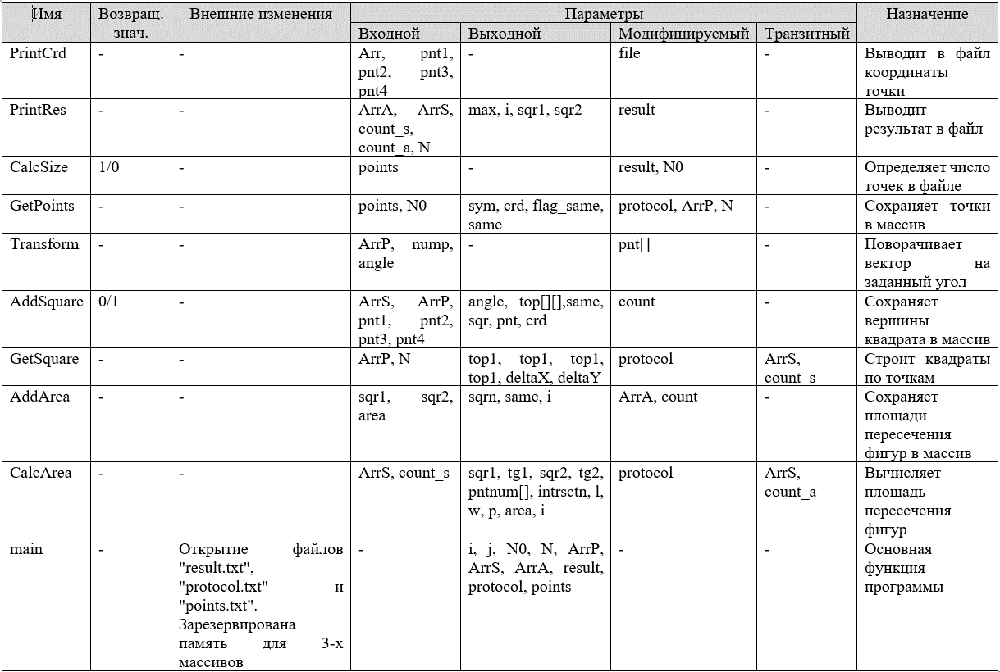 Имя Возвращ. знач. Внешние изменения Параметры Назначение
Входной Выходной Модифицируемый Транзитный
PrintCrd - - Arr, pnt1, - file - Выводит в файл
pnt2, pnt3, координаты
pnt4 точки
PrintRes - - ArrA, ArrS, max, i, sqr1, sqr2 result - Выводит
count_s, результат в файл
count_a, N
CalcSize 1/0 - points - result, N0 - Определяет число
точек в файле
GetPoints - - points, N0 sym, crd, flag_same, protocol, ArrP, N - Сохраняет точки
same в массив
Transform - - ArrP, nump, - pnt[] - Поворачивает
angle вектор на
заданный угол
AddSquare 0/1 - ArrS, ArrP, angle, top[][],same, count - Сохраняет
pnt1, pnt2, sqr, pnt, crd вершины
pnt3, pnt4 квадрата в массив
GetSquare - - ArrP, N top1, top1, top1, protocol ArrS, Строит квадраты
top1, deltaX, deltaY count_s по точкам
AddArea - - sqr1, sqr2, sqrn, same, i ArrA, count - Сохраняет
area площади
пересечения
фигур в массив
CalcArea - - ArrS, count_s sqr1, tg1, sqr2, tg2, protocol ArrS, Вычисляет
pntnum[], intrsctn, l, count_a площадь
w, p, area, i пересечения
фигур
main - Открытие файлов - i, j, N0, N, ArrP, - - Основная
"result.txt", ArrS, ArrA, result, функция
"protocol.txt" и protocol, points программы
"points.txt".
Зарезервирована
память для 3-х
массивов